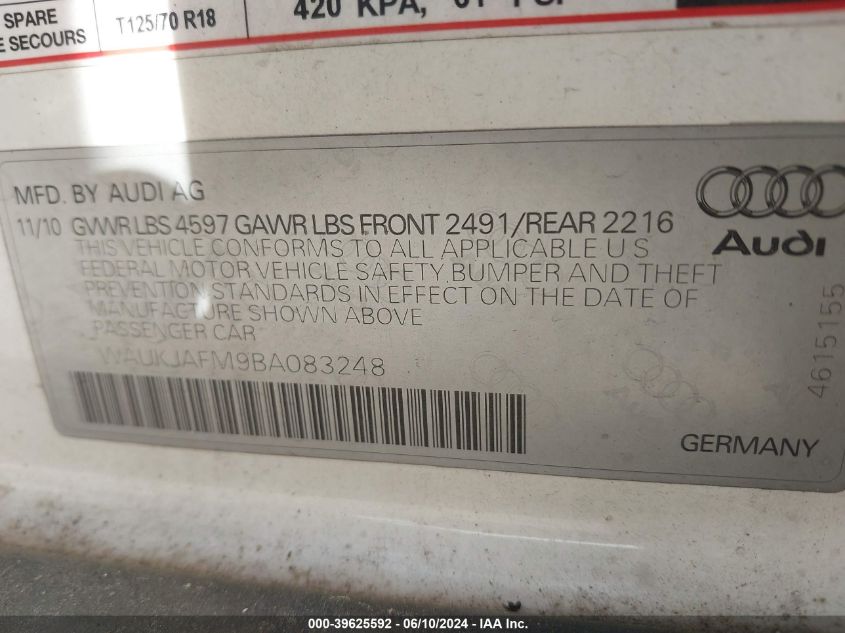 SPARE
E SECOURS
T125/70 R18
420 KPA,
MFD. BY AUDI AG
11/10 GVWR LBS 4597 GAWR LBS FRONT 2491/REAR 2216
THIS VEHICLE CONFORMS TO ALL APPLICABLE U S
FEDERAL MOTOR VEHICLE SAFETY, BUMPER AND THEFT
PREVENTION STANDARDS IN EFFECT ON THE DATE OF
MANUFACTURE SHOWN ABOVE
PASSENGER CAR
WAUKJAFM9BA083248
Audi
4615155
GERMANY
000-39625592 - 06/10/2024 - IAA Inc.